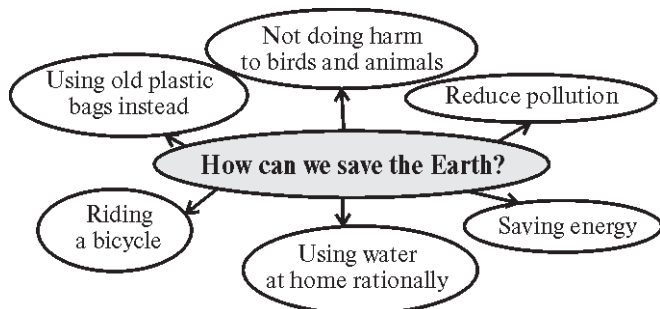 Not doing harm
to birds and animals
Using old plastic
bags instead
Reduce pollution
How can we save the Earth?
Riding
a bicycle
Saving energy
Using water
at home rationally